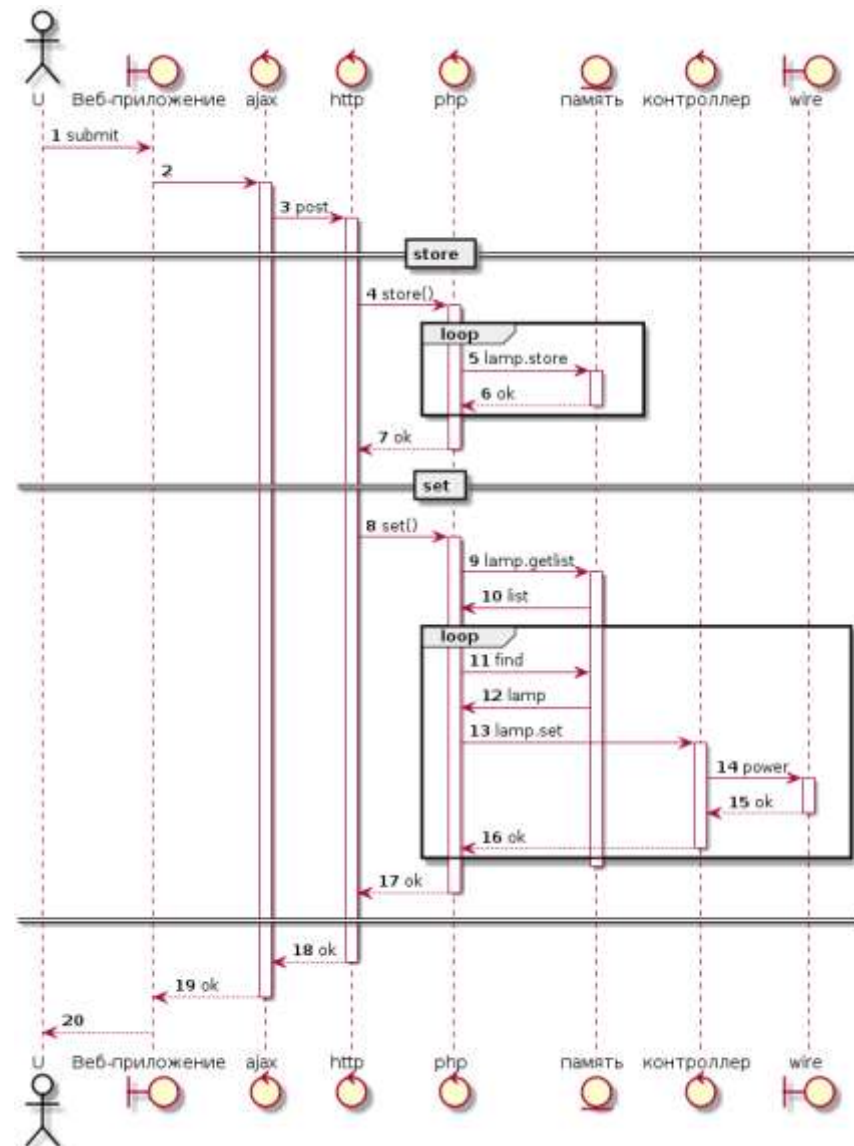 U Веб-приложение ajax http php память контроллер wire
1 submit
2
3 post
store
4 store()
loop
5 lamp.store
6 ok
7 ok
set
8 set()
9 lamp.getlist
10 list
loop
11 find
12 lamp
13 lamp.set
14 power
15 ok
16 ok
17 ok
18 ok
19 ok
20
U Веб-приложение ajax http php память контроллер wire